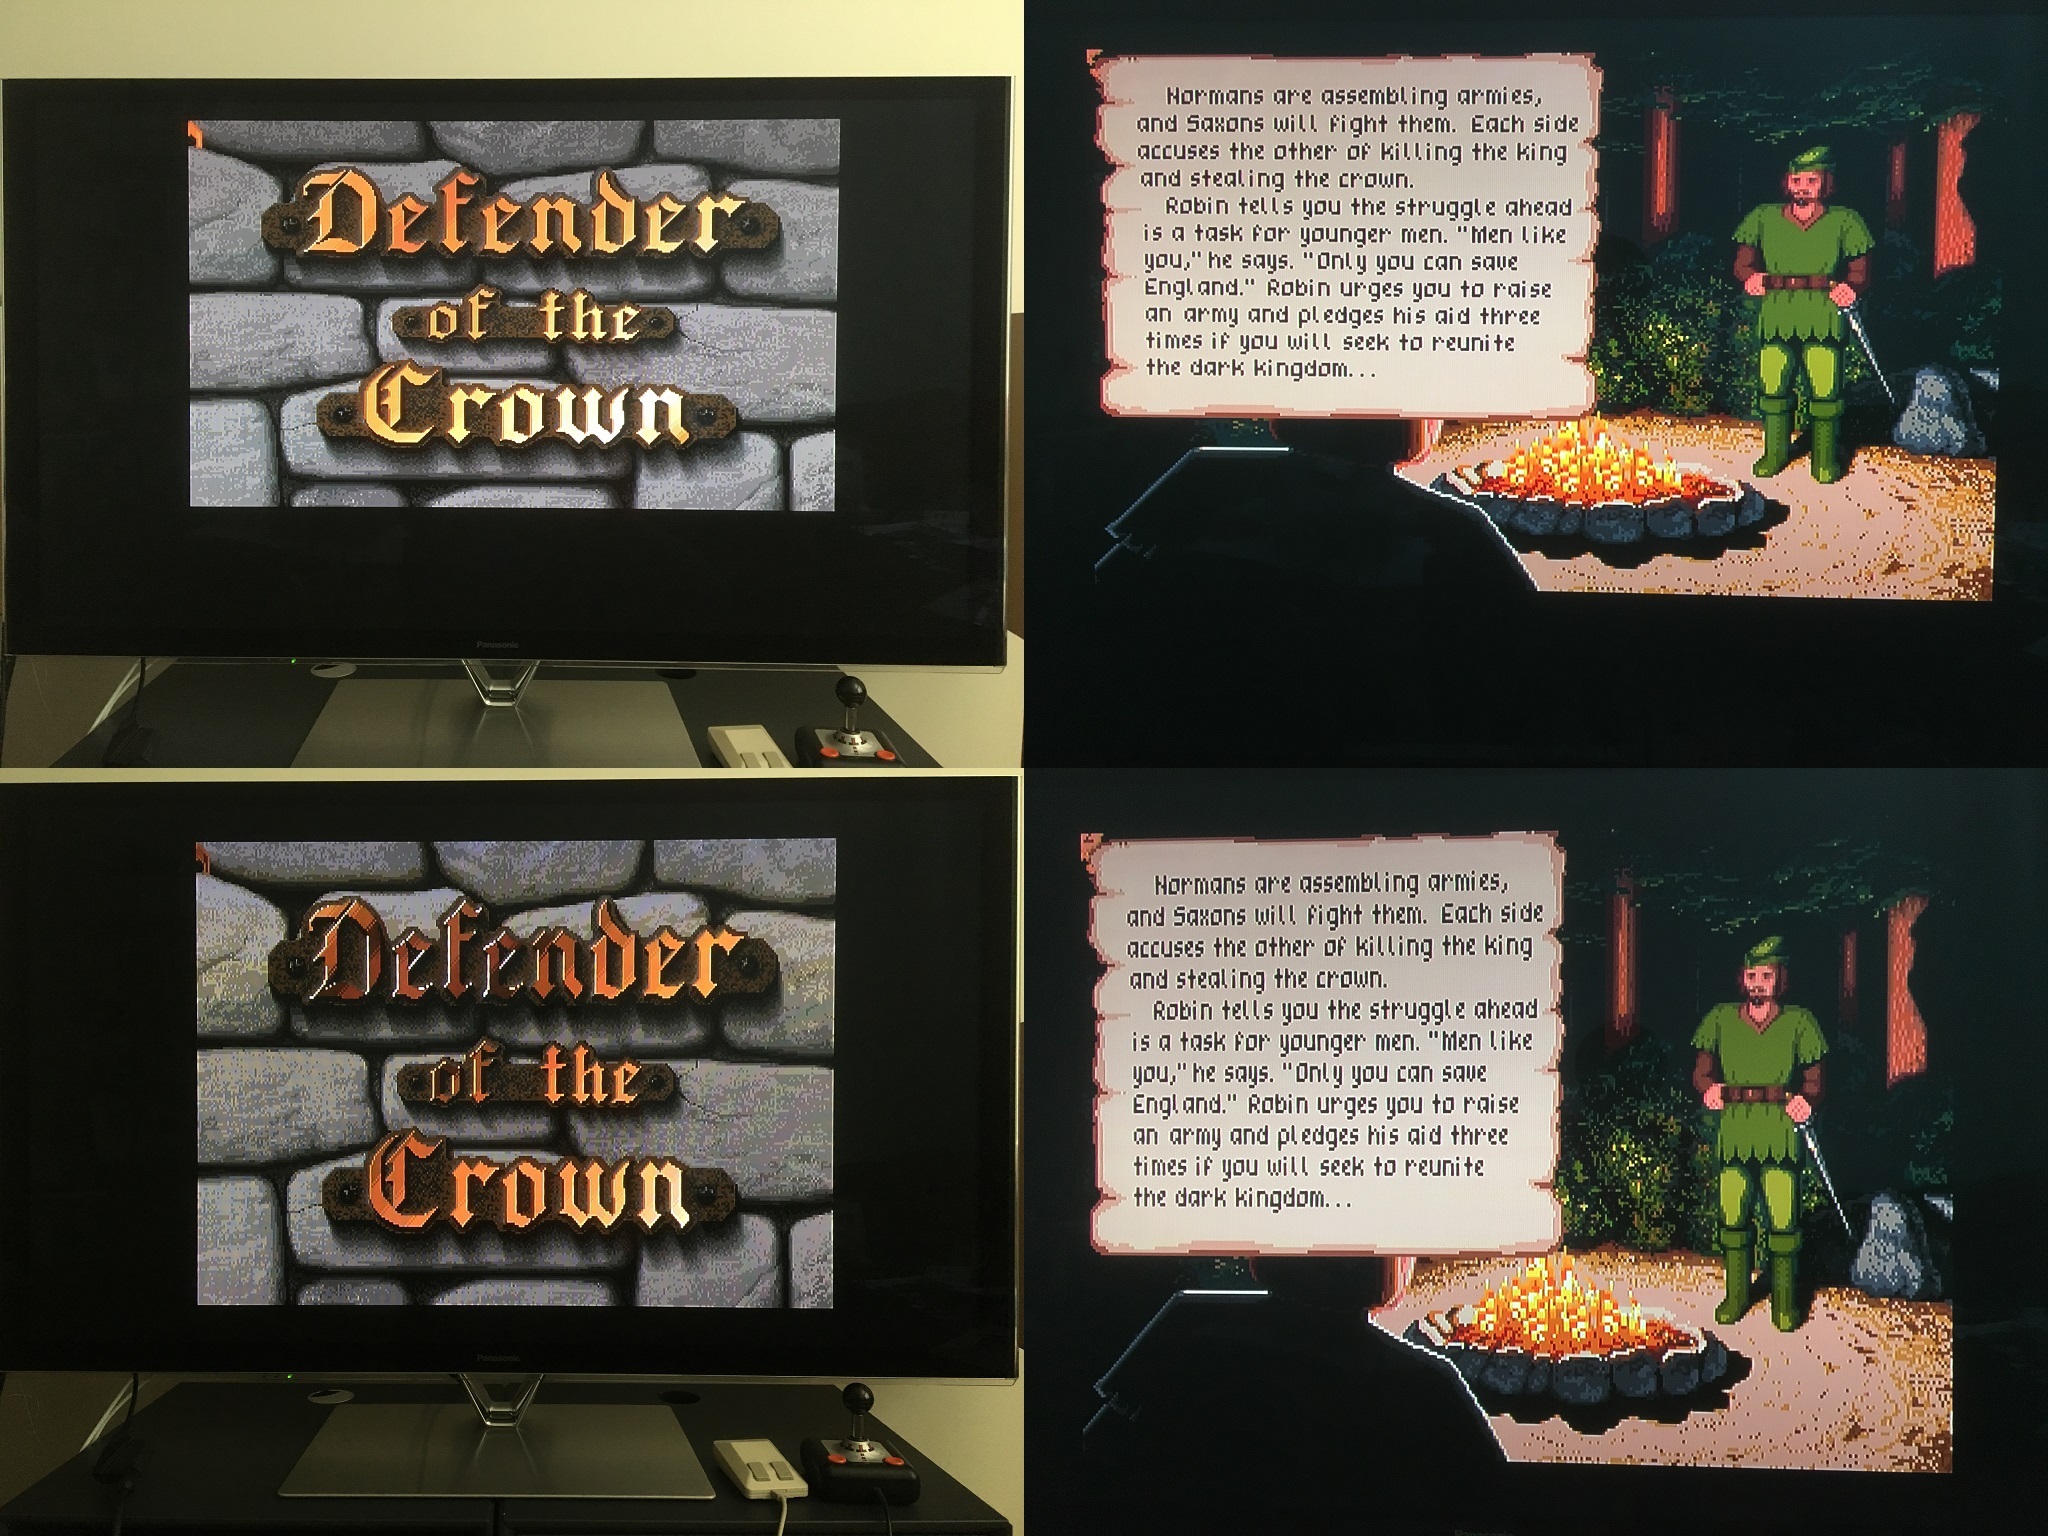 Defender
of the
Crown
Panasonic
Normans are assembling armies,
and Saxons will fight them. Each side
accuses the other of killing the king
and stealing the crown.
Robin tells you the struggle ahead
is a task for younger men. "Men like
you," he says. "Only you can save
England." Robin urges you to raise
an army and pledges his aid three
times if you will seek to reunite
the dark kingdom...
Defender
of the
Crown
Panasonic
Normans are assembling armies,
and Saxons will fight them. Each side
accuses the other of killing the king
and stealing the crown.
Robin tells you the struggle ahead
is a task for younger men. "Men like
you," he says. "Only you can save
England." Robin urges you to raise
an army and pledges his aid three
times if you will seek to reunite
the dark kingdom...